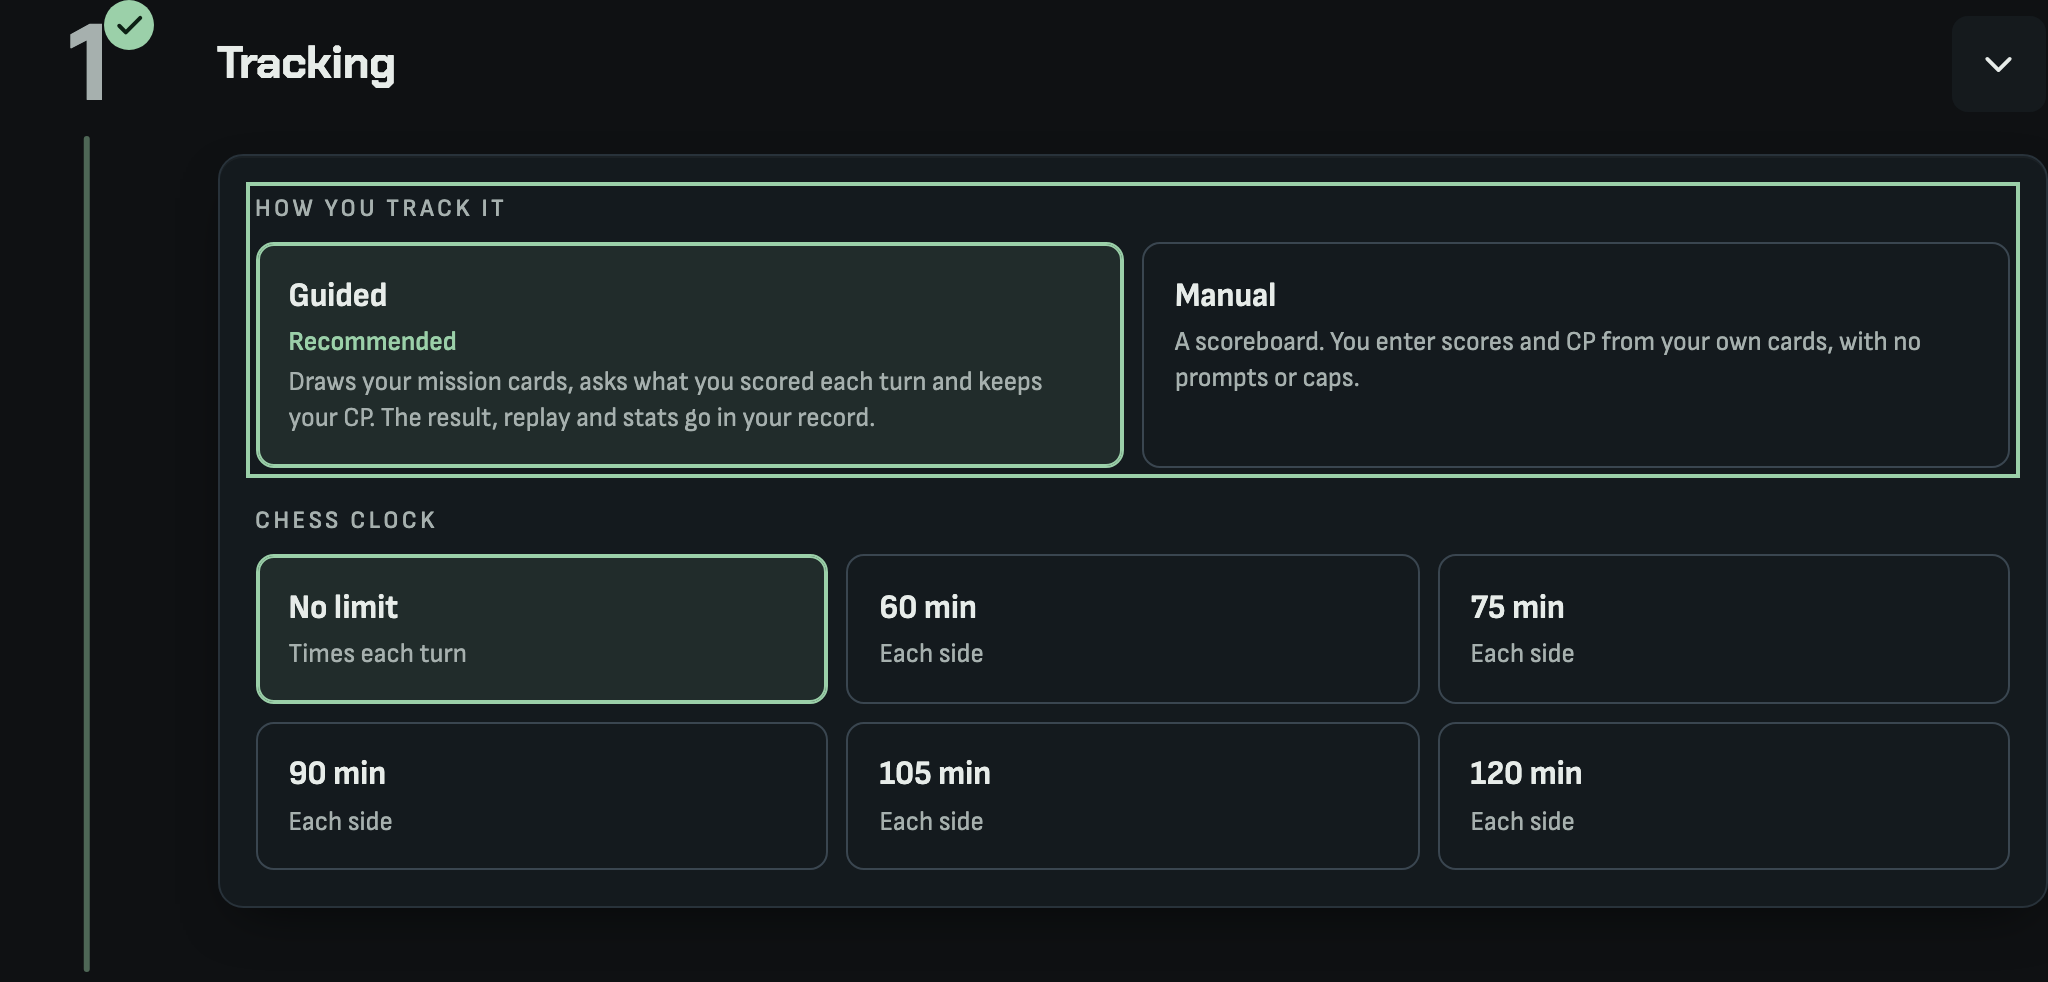 1
Tracking
HOW YOU TRACK IT
Guided
Recommended
Draws your mission cards, asks what you scored each turn and keeps
your CP. The result, replay and stats go in your record.
Manual
A scoreboard. You enter scores and CP from your own cards, with no
prompts or caps.
CHESS CLOCK
No limit
Times each turn
60 min
Each side
75 min
Each side
90 min
Each side
105 min
Each side
120 min
Each side